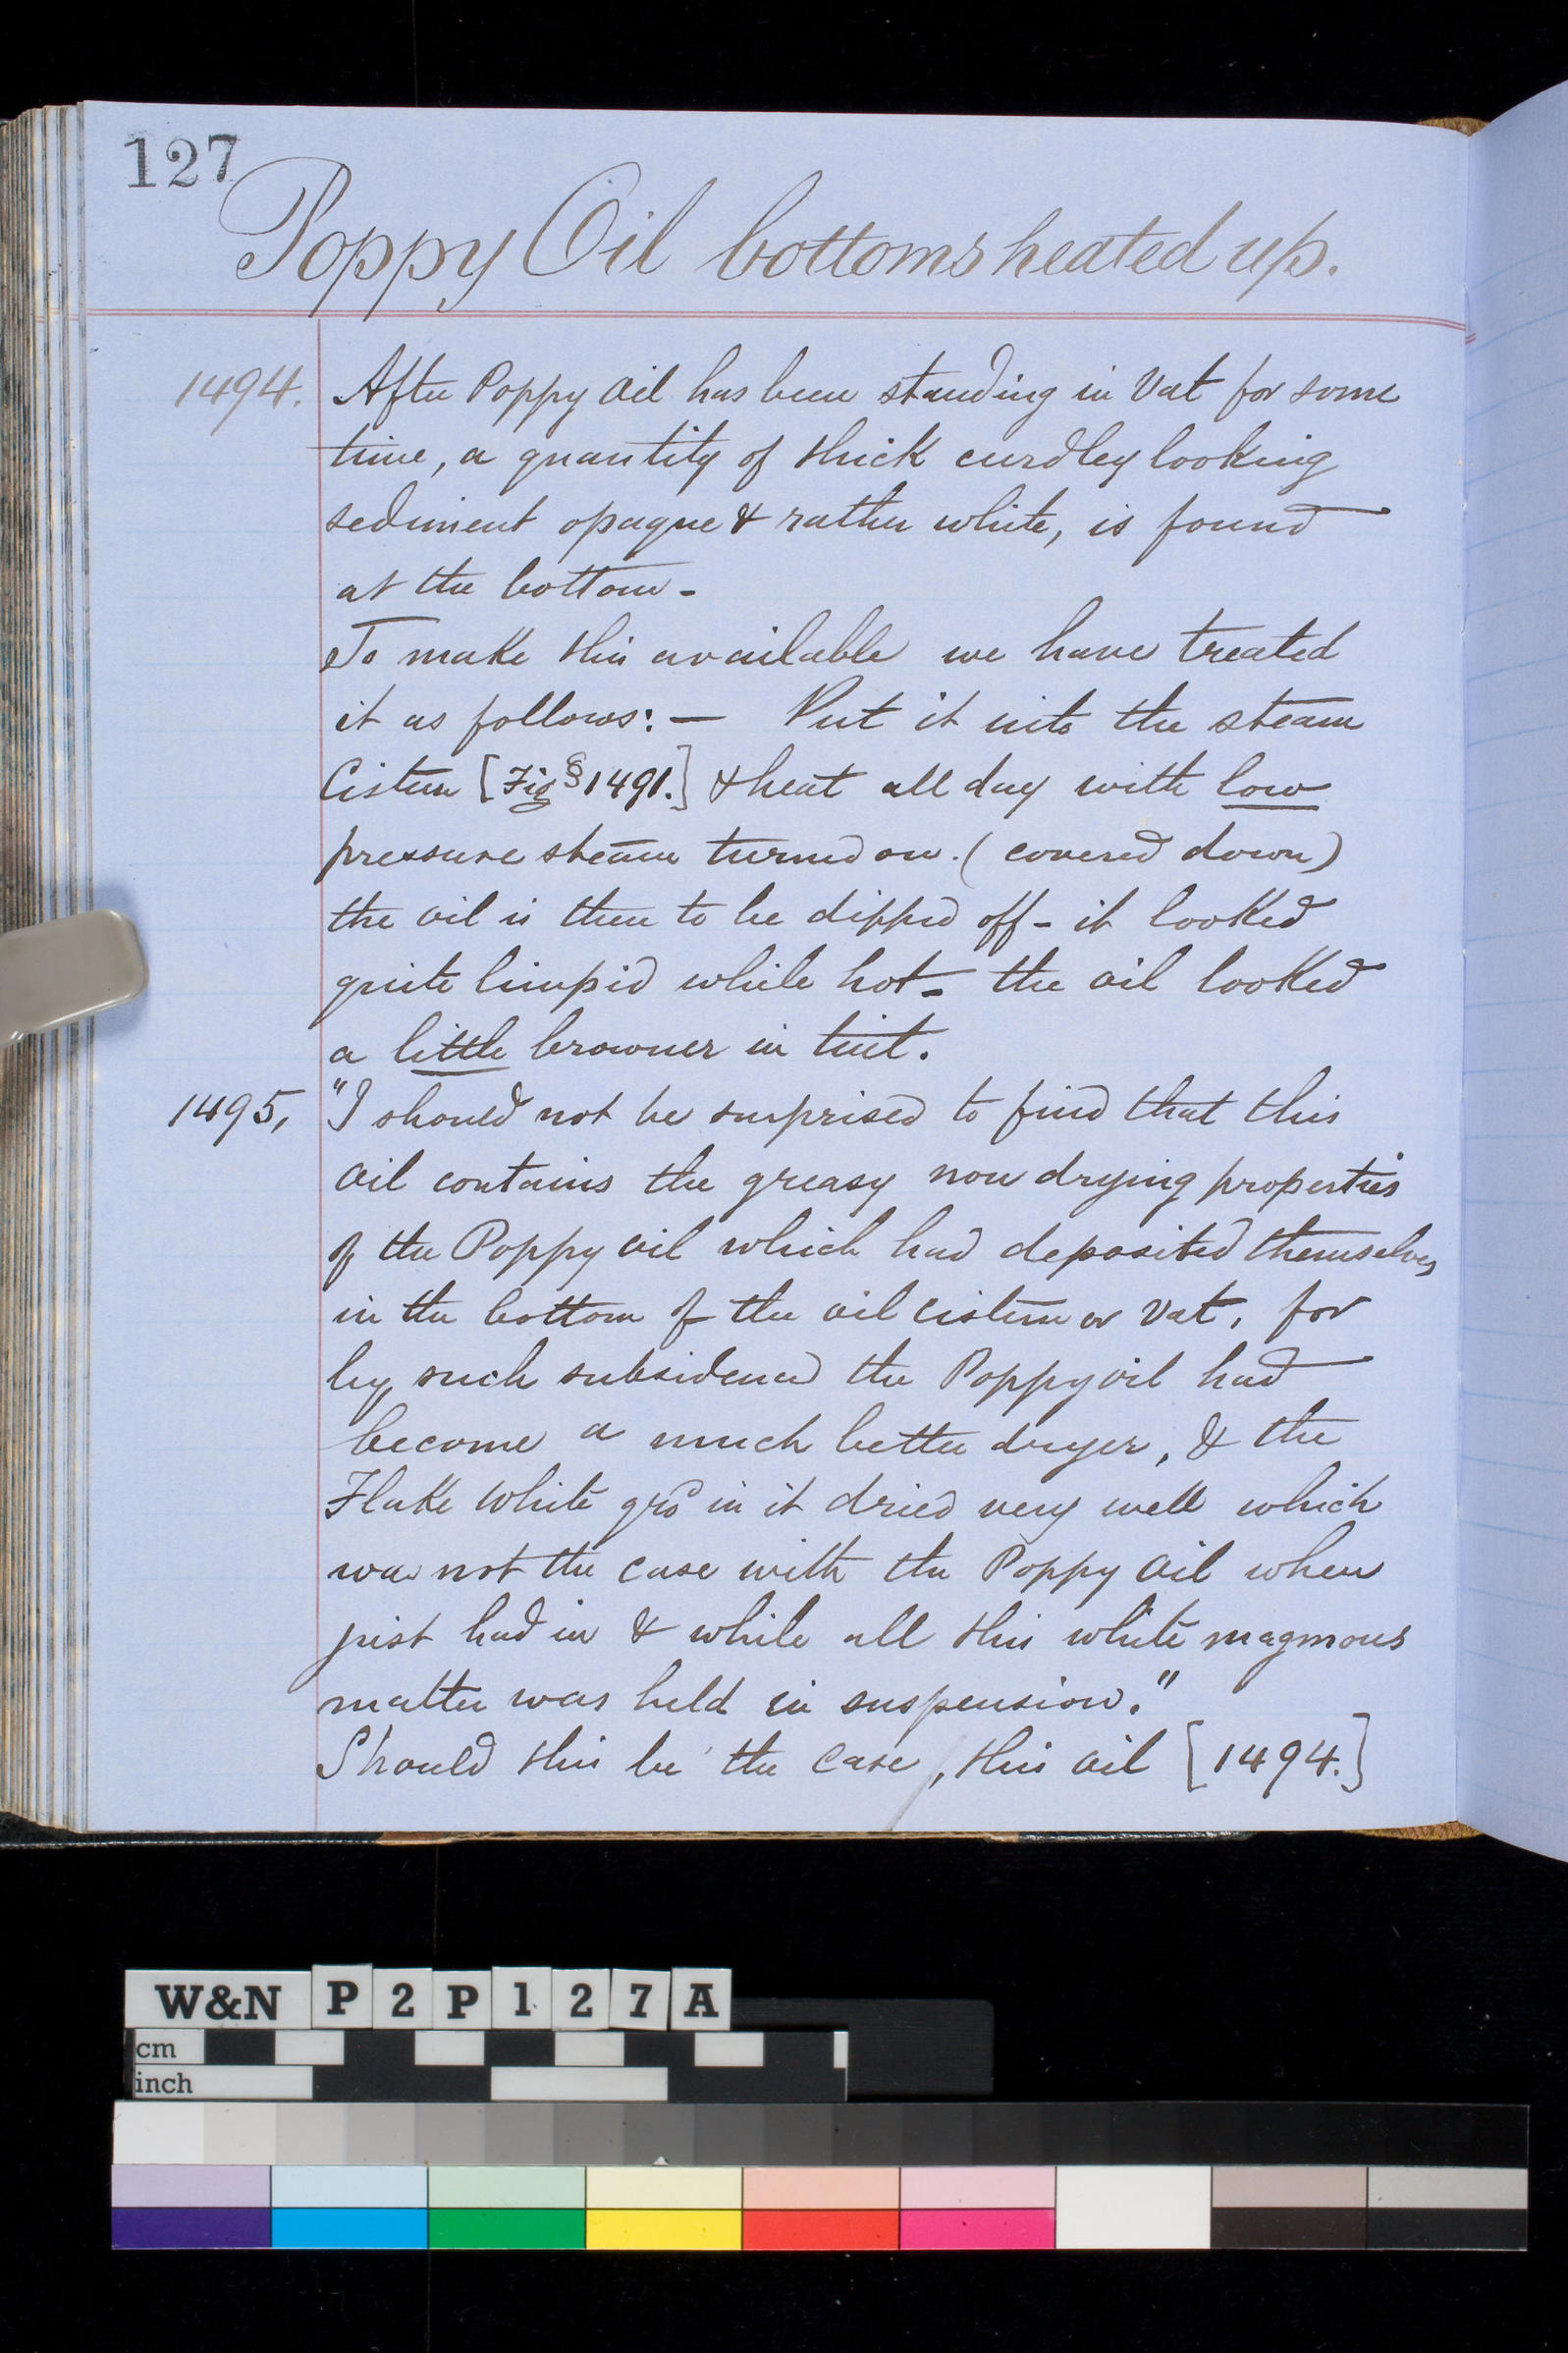 127
Poppy Oil bottoms heated up.
1494. After Poppy Oil has been standing in Vat for some
time, a quantity of thick curdley looking
sediment opaque & rather white, is found
at the bottom -
To make this available we have treated
it as follows: — Put it into the steam
Cistern [Fig § 1491.] & heat all day with low
pressure steam turned on. (covered down)
the oil is then to be dipped off - it looked
quite limpid while hot - the oil looked
a little browner in tint.
1495, "I should not be surprised to find that this
oil contains the greasy non drying properties
of the Poppy oil which had deposited themselves
in the bottom of the oil cistern or Vat, for
by such subsidence the Poppy oil had
become a much better dryer, & the
Flake White grd in it dried very well which
was not the case with the Poppy Oil when
just had in & while all this white magmous
matter was held in suspension."
Should this be the case, this oil [1494.]
W&N P2P127A
cm
inch